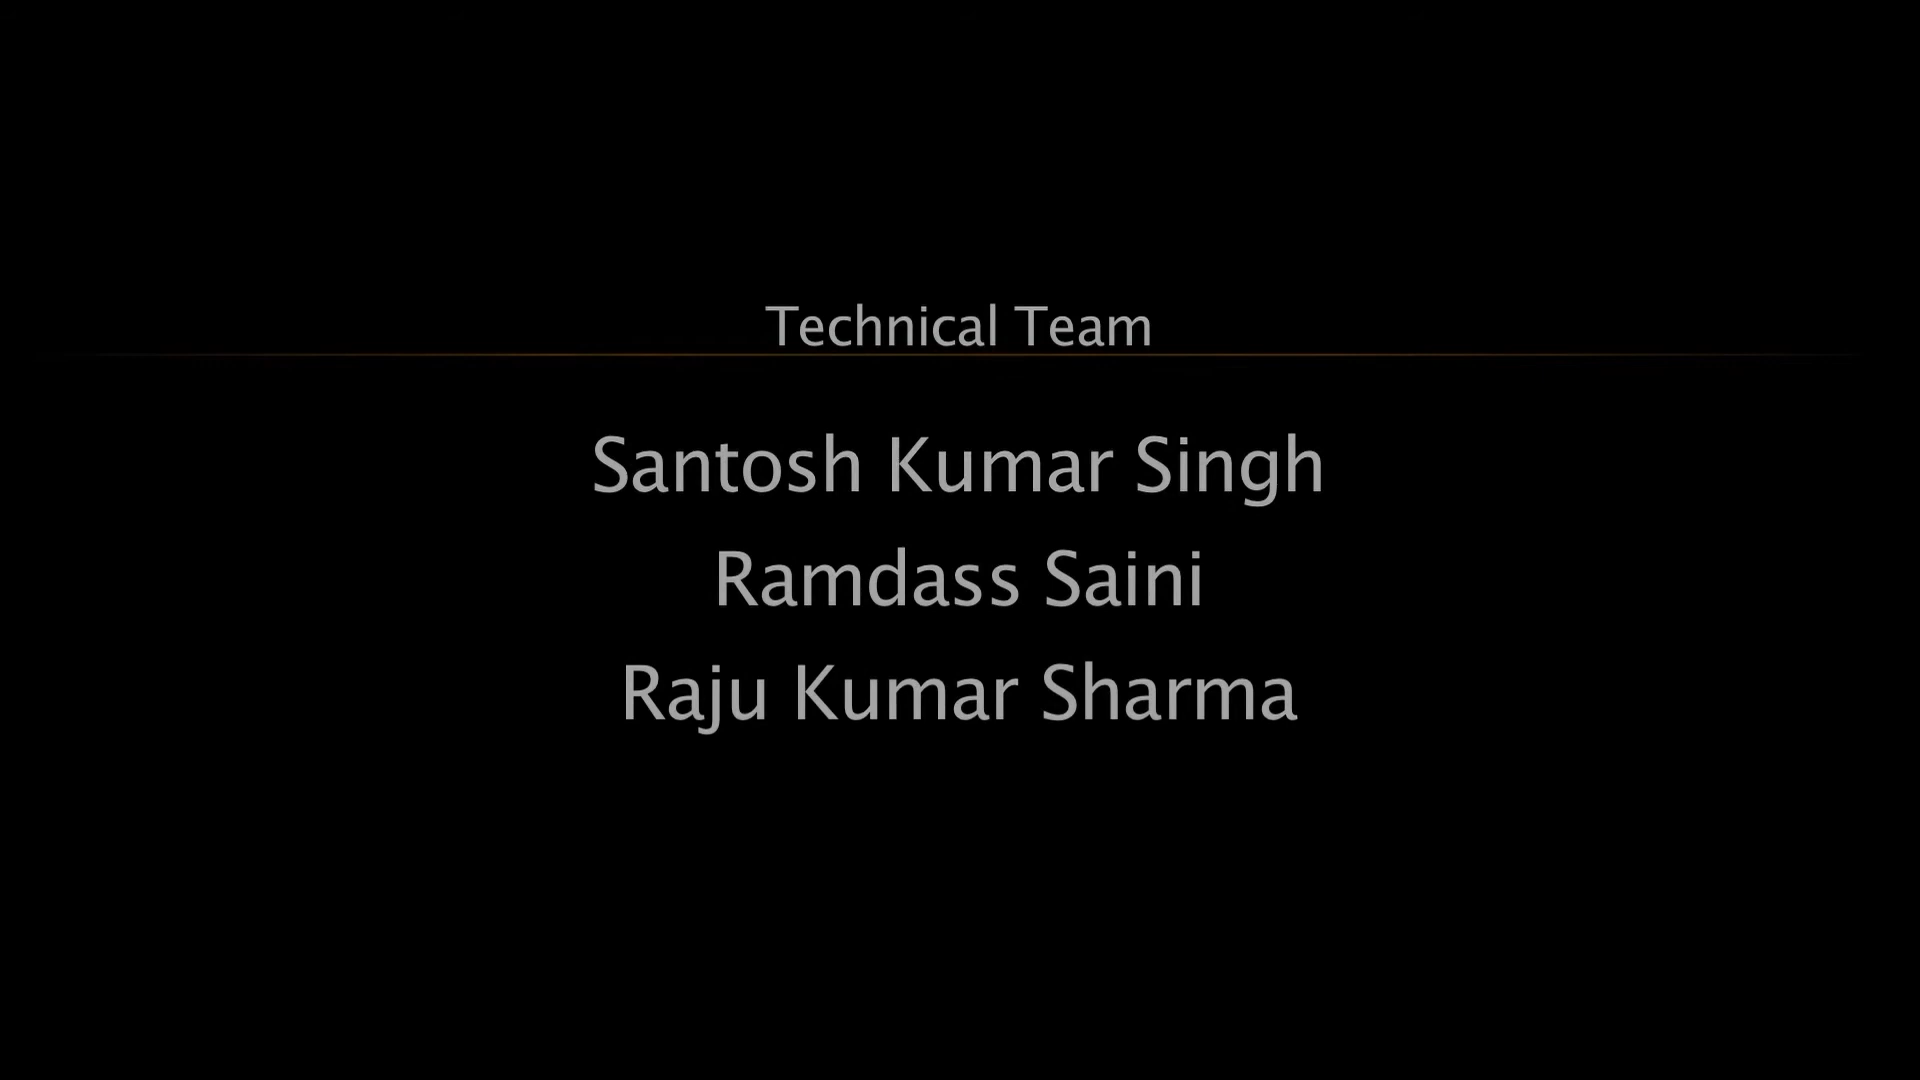 Technical Team
Santosh Kumar Singh
Ramdass Saini
Raju Kumar Sharma